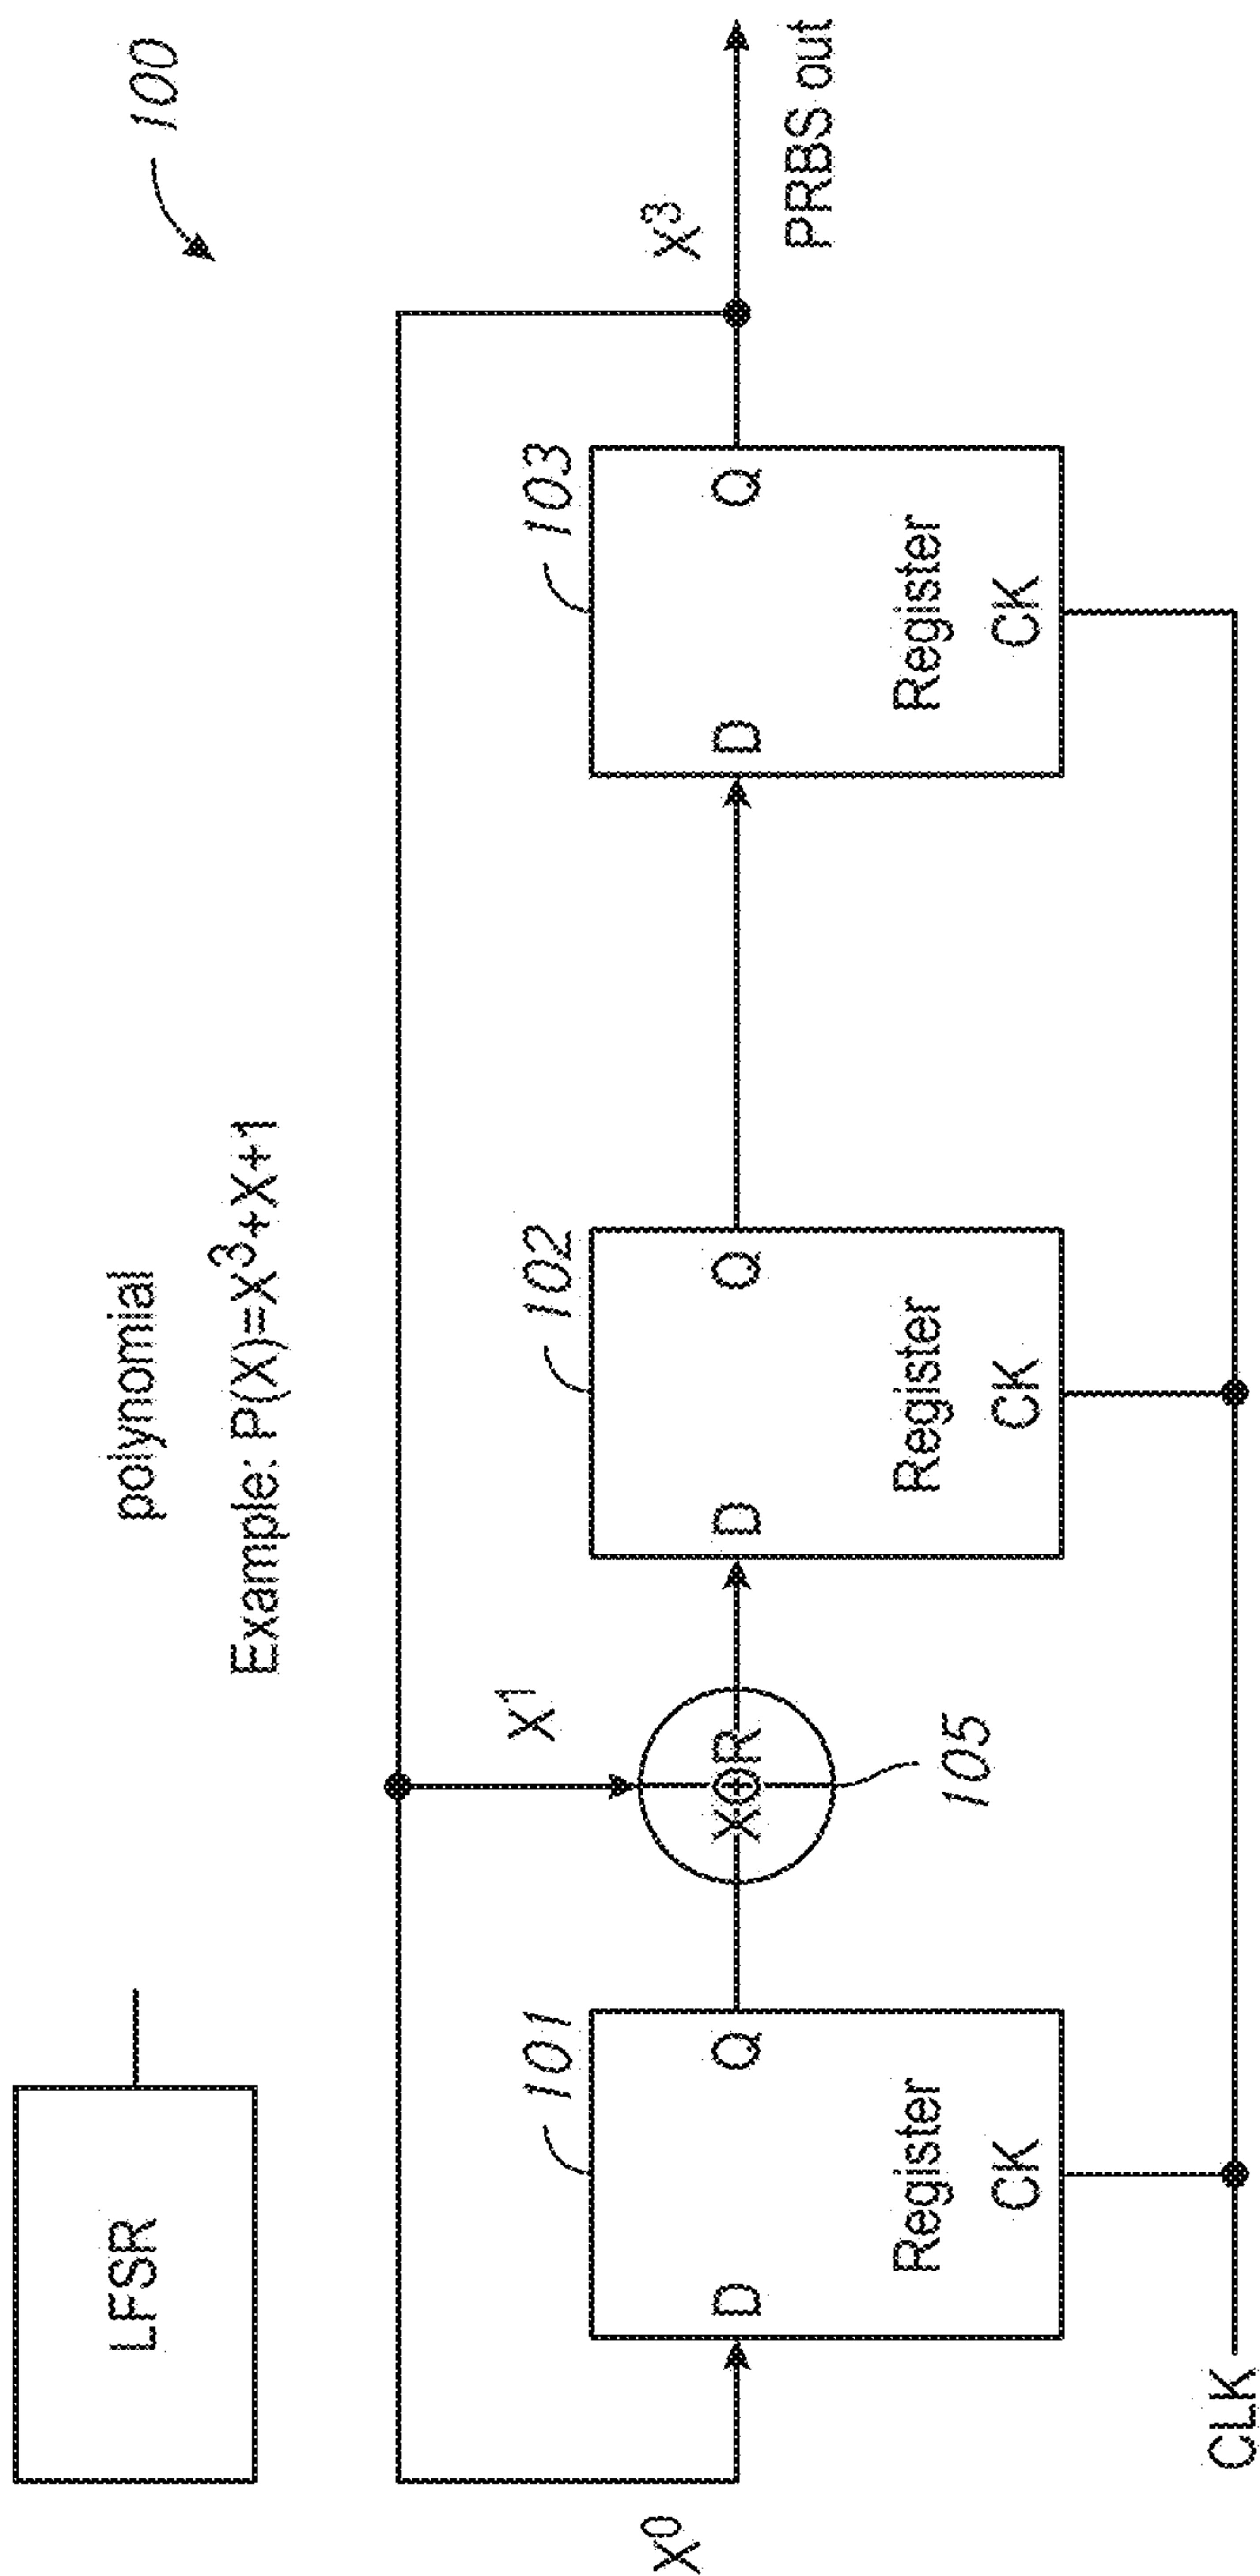 LFSR
polynomial
Example: P(X)=X³+X+1
100
X⁰
X¹
X³
PRBS out
101
D
Q
Register
CK
XOR
105
102
D
Q
Register
CK
103
D
Q
Register
CK
CLK